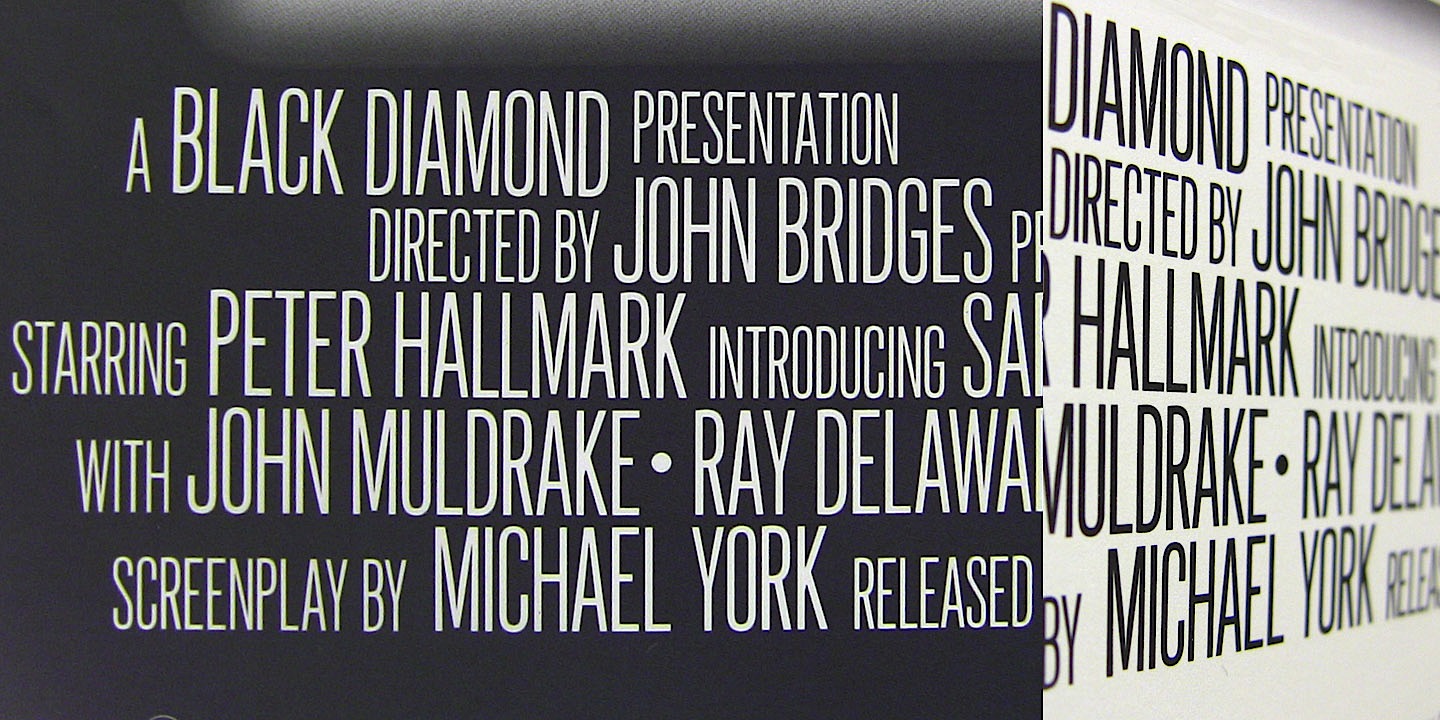 A BLACK DIAMOND PRESENTATION
DIRECTED BY JOHN BRIDGES
STARRING PETER HALLMARK INTRODUCING
WITH JOHN MULDRAKE • RAY
SCREENPLAY BY MICHAEL YORK RELEASED
DIAMOND PRESENTATION
DIRECTED BY JOHN
HALLMARK INTRODUCING
MULDRAKE • RAY
BY MICHAEL YORK